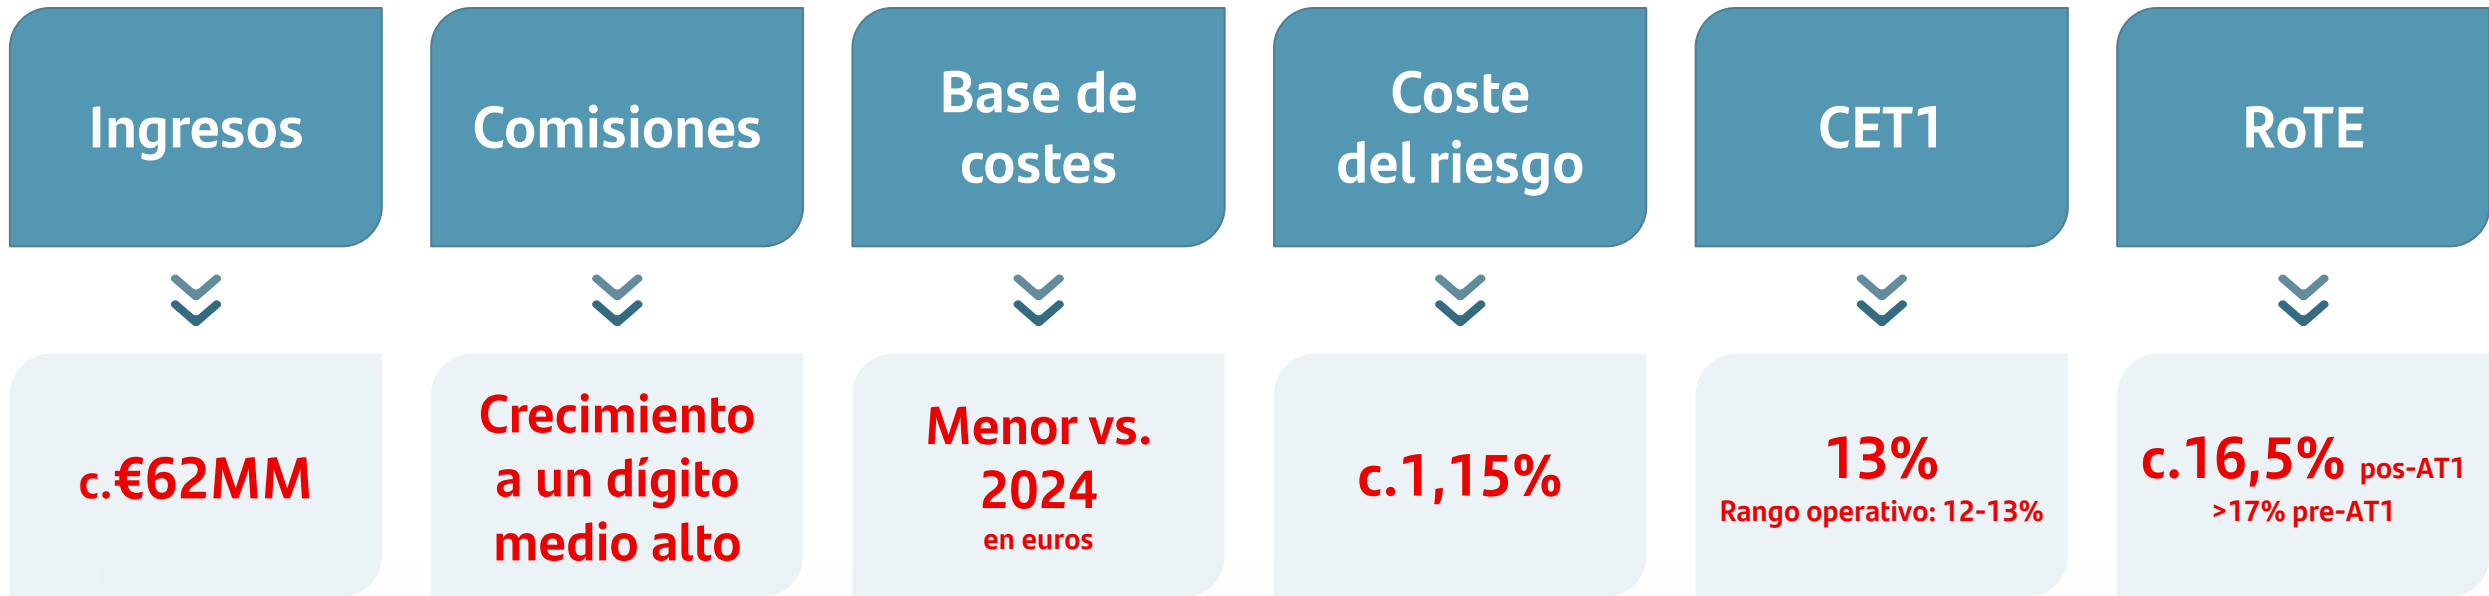 Ingresos
Comisiones
Base de
costes
Coste
del riesgo
CET1
RoTE
c.€62MM
Crecimiento
a un dígito
medio alto
Menor vs.
2024
en euros
c.1,15%
13%
Rango operativo: 12-13%
c.16,5% pos-AT1
>17% pre-AT1